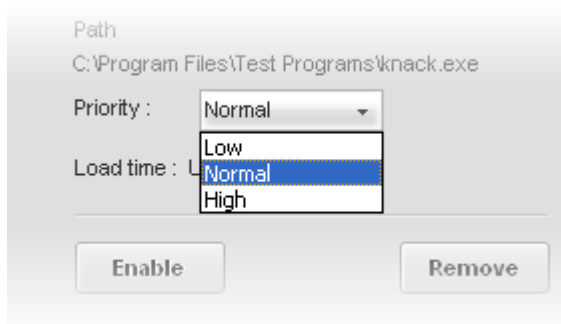 Path
C:\Program Files\Test Programs\knack.exe
Priority : Normal
Low
Load time :
Normal
High
Enable Remove